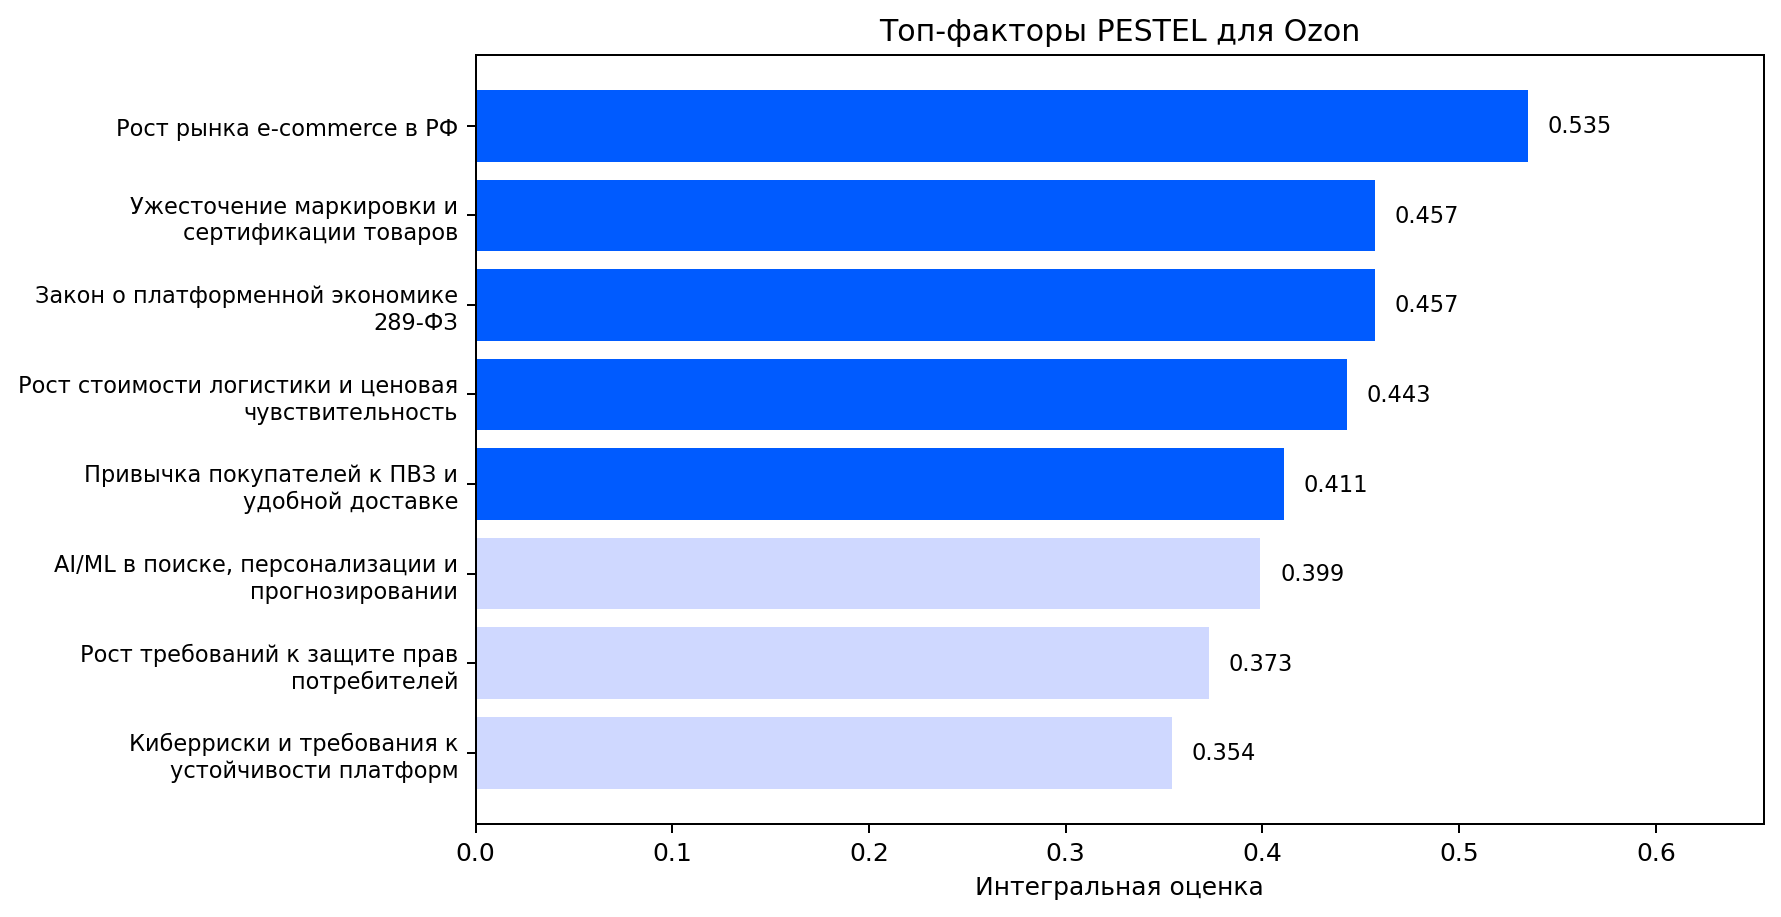 Топ-факторы PESTEL для Ozon
Рост рынка e-commerce в РФ
0.535
Ужесточение маркировки и
сертификации товаров
0.457
Закон о платформенной экономике
289-ФЗ
0.457
Рост стоимости логистики и ценовая
чувствительность
0.443
Привычка покупателей к ПВЗ и
удобной доставке
0.411
AI/ML в поиске, персонализации и
прогнозировании
0.399
Рост требований к защите прав
потребителей
0.373
Киберриски и требования к
устойчивости платформ
0.354
0.0 0.1 0.2 0.3 0.4 0.5 0.6
Интегральная оценка